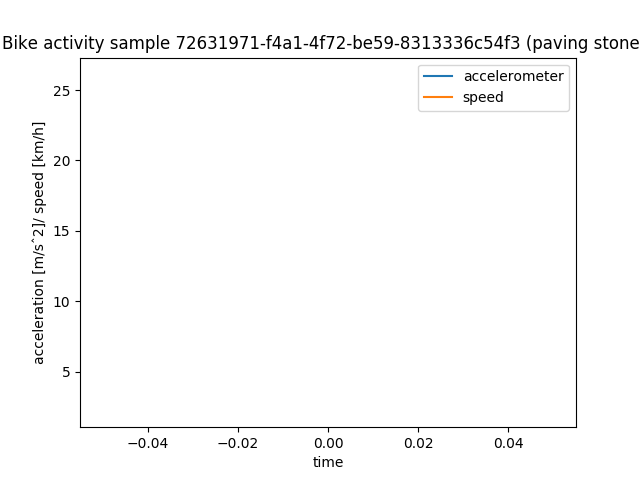 Bike activity sample 72631971-f4a1-4f72-be59-8313336c54f3 (paving stone
accelerometer
speed
acceleration [m/s^2]/ speed [km/h]
25
20
15
10
5
−0.04
−0.02
0.00
0.02
0.04
time